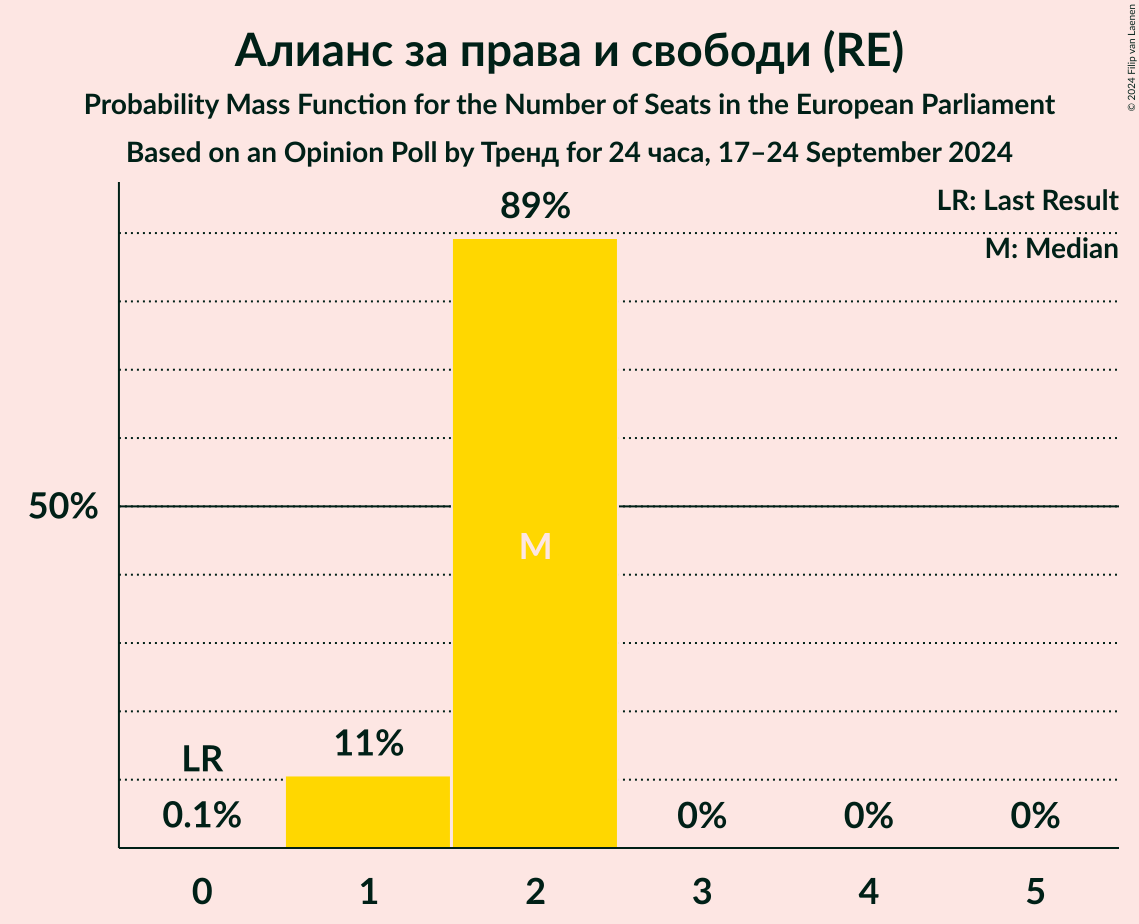 Алианс за права и свободи (RE)
Probability Mass Function for the Number of Seats in the European Parliament
Based on an Opinion Poll by Тренд for 24 часа, 17–24 September 2024
© 2024 Filip van Laenen
LR: Last Result
M: Median
89%
50%
M
LR
11%
0.1%
0%
0%
0%
0
1
2
3
4
5